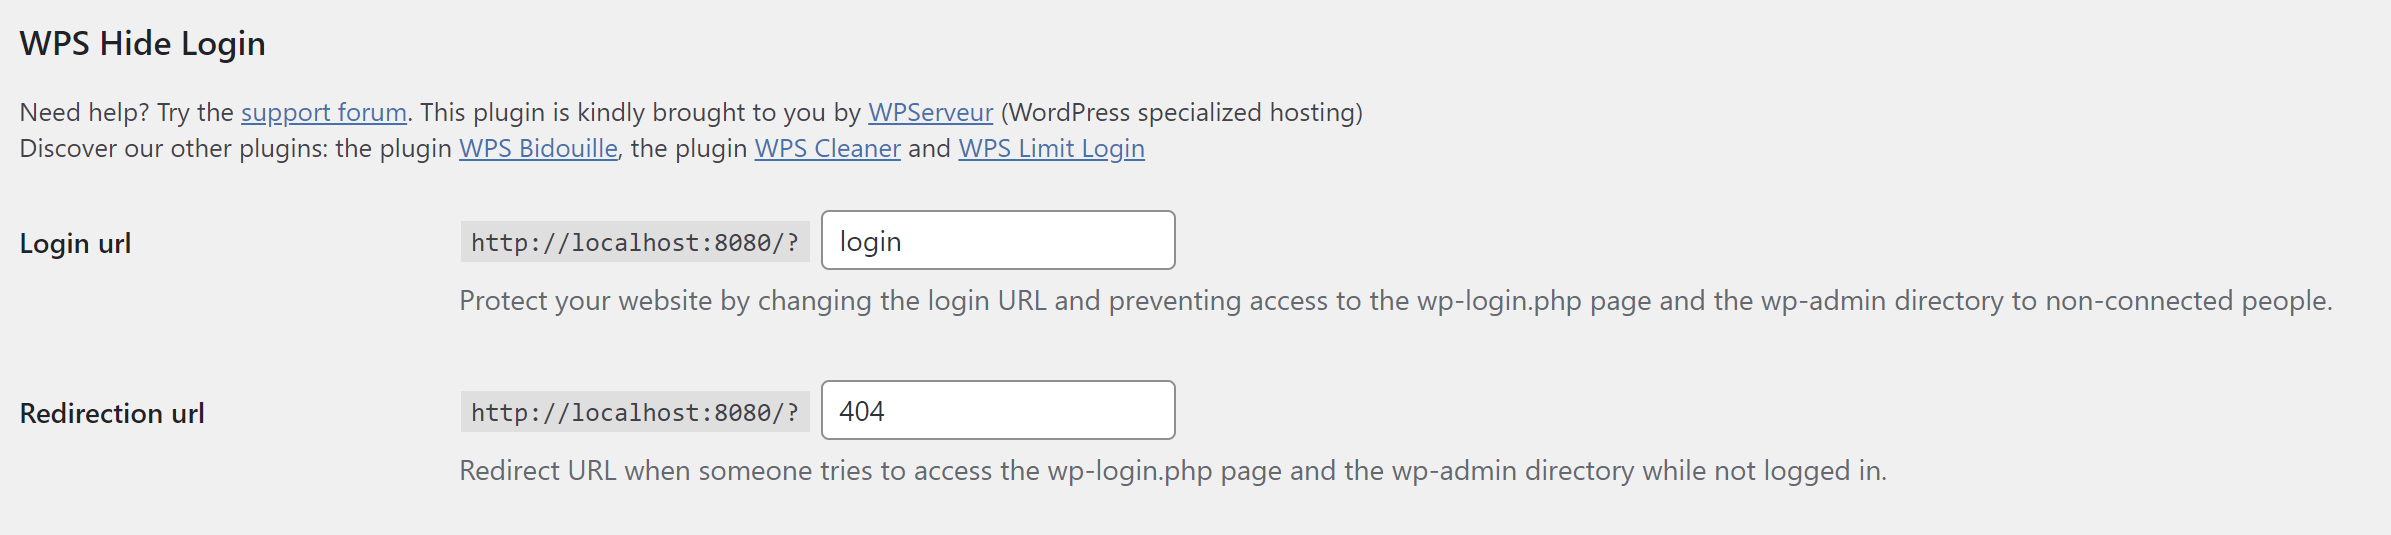 WPS Hide Login
Need help? Try the support forum. This plugin is kindly brought to you by WPServeur (WordPress specialized hosting)
Discover our other plugins: the plugin WPS Bidouille, the plugin WPS Cleaner and WPS Limit Login
Login url http://localhost:8080/? login
Protect your website by changing the login URL and preventing access to the wp-login.php page and the wp-admin directory to non-connected people.
Redirection url http://localhost:8080/? 404
Redirect URL when someone tries to access the wp-login.php page and the wp-admin directory while not logged in.